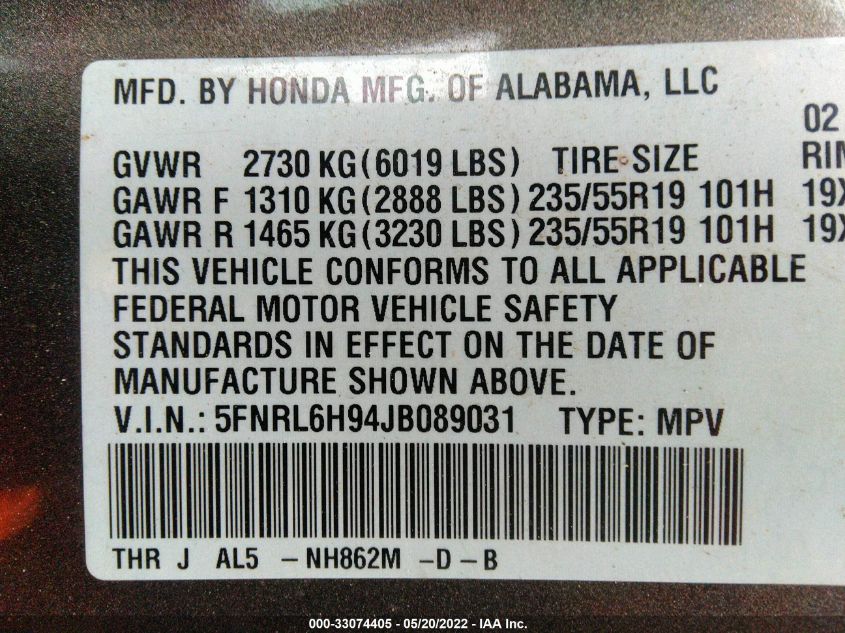 MFD. BY HONDA MFG. OF ALABAMA, LLC
02
GVWR 2730 KG(6019 LBS) TIRE SIZE RIM
GAWR F 1310 KG(2888 LBS) 235/55R19 101H 19X
GAWR R 1465 KG(3230 LBS) 235/55R19 101H 19X
THIS VEHICLE CONFORMS TO ALL APPLICABLE
FEDERAL MOTOR VEHICLE SAFETY
STANDARDS IN EFFECT ON THE DATE OF
MANUFACTURE SHOWN ABOVE.
V.I.N.: 5FNRL6H94JB089031 TYPE: MPV
THR J AL5 -NH862M -D-B
000-33074405 - 05/20/2022 - IAA Inc.